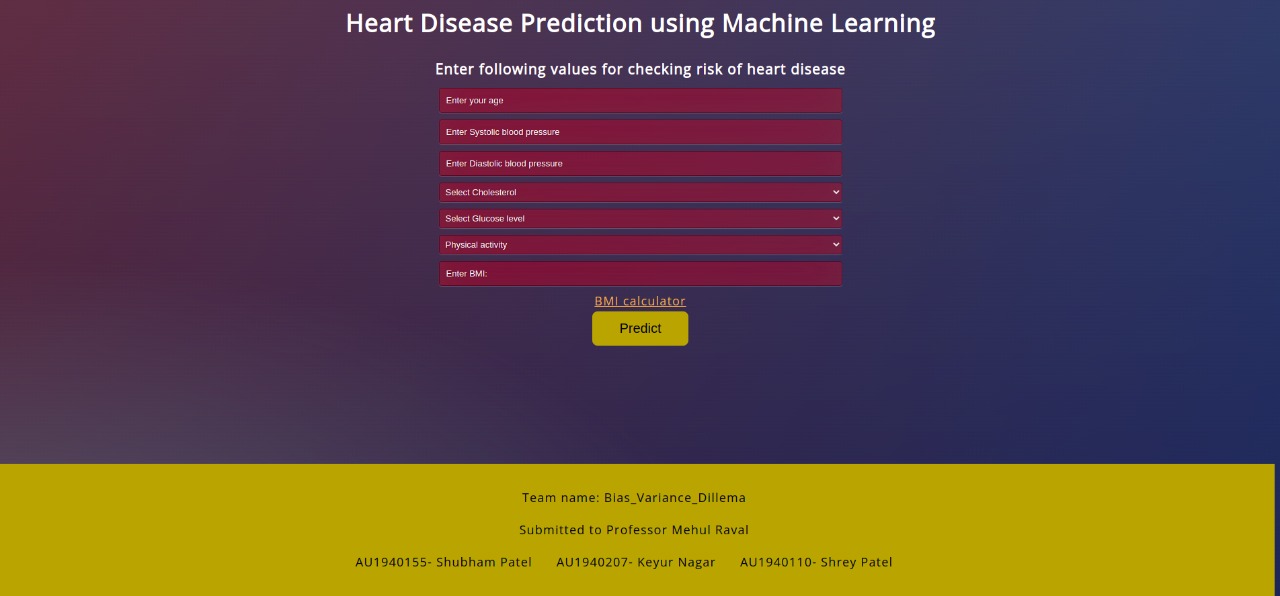 Heart Disease Prediction using Machine Learning
Enter following values for checking risk of heart disease
Enter your age
Enter Systolic blood pressure
Enter Diastolic blood pressure
Select Cholesterol
Select Glucose level
Physical activity
Enter BMI:
BMI calculator
Predict
Team name: Bias_Variance_Dillema
Submitted to Professor Mehul Raval
AU1940155- Shubham Patel AU1940207- Keyur Nagar AU1940110- Shrey Patel